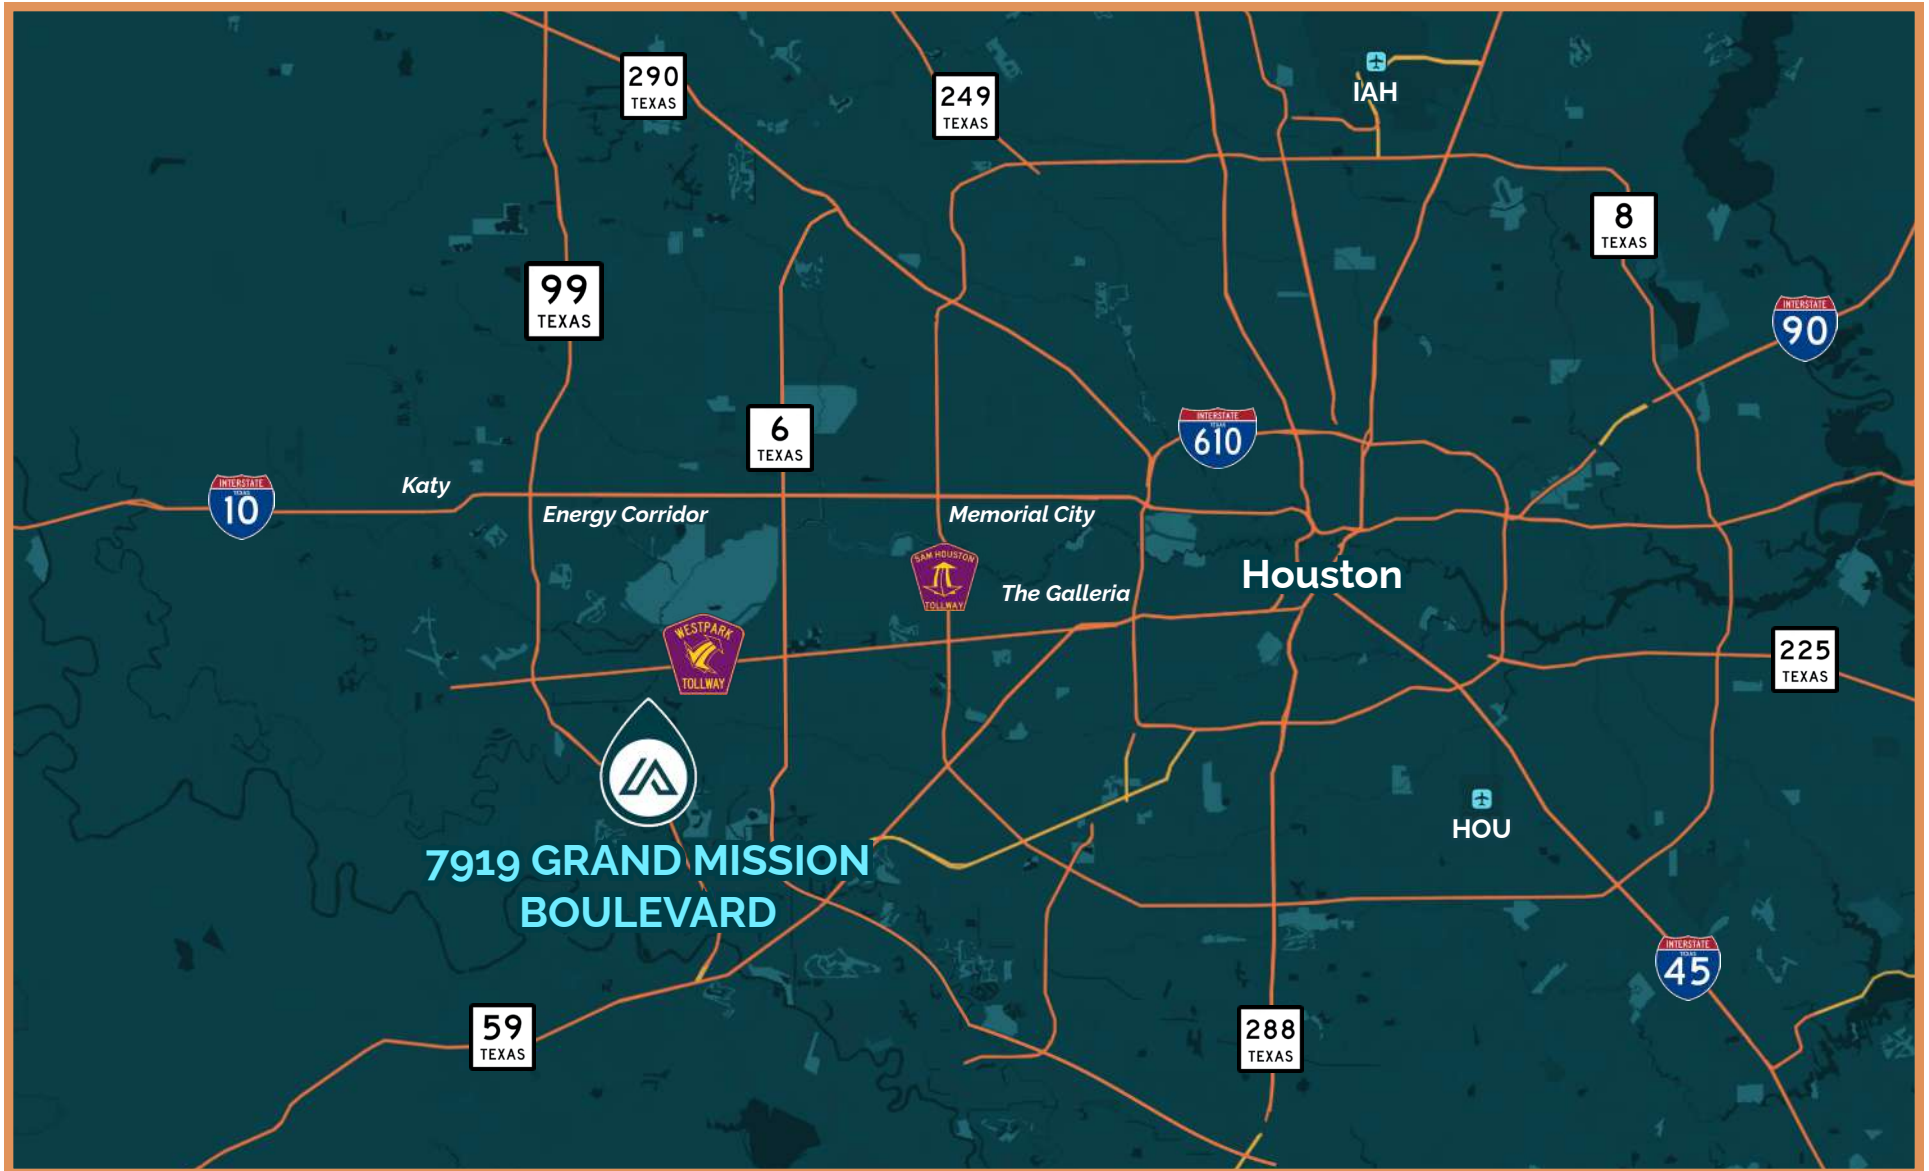 290
TEXAS
249
TEXAS
IAH
8
TEXAS
99
TEXAS
INTERSTATE
90
6
TEXAS
INTERSTATE
TEXAS
610
Katy
INTERSTATE
TEXAS
10
Energy Corridor
Memorial City
SAM HOUSTON
TOLLWAY
The Galleria
Houston
WESTPARK
TOLLWAY
225
TEXAS
HOU
7919 GRAND MISSION
BOULEVARD
INTERSTATE
TEXAS
45
59
TEXAS
288
TEXAS